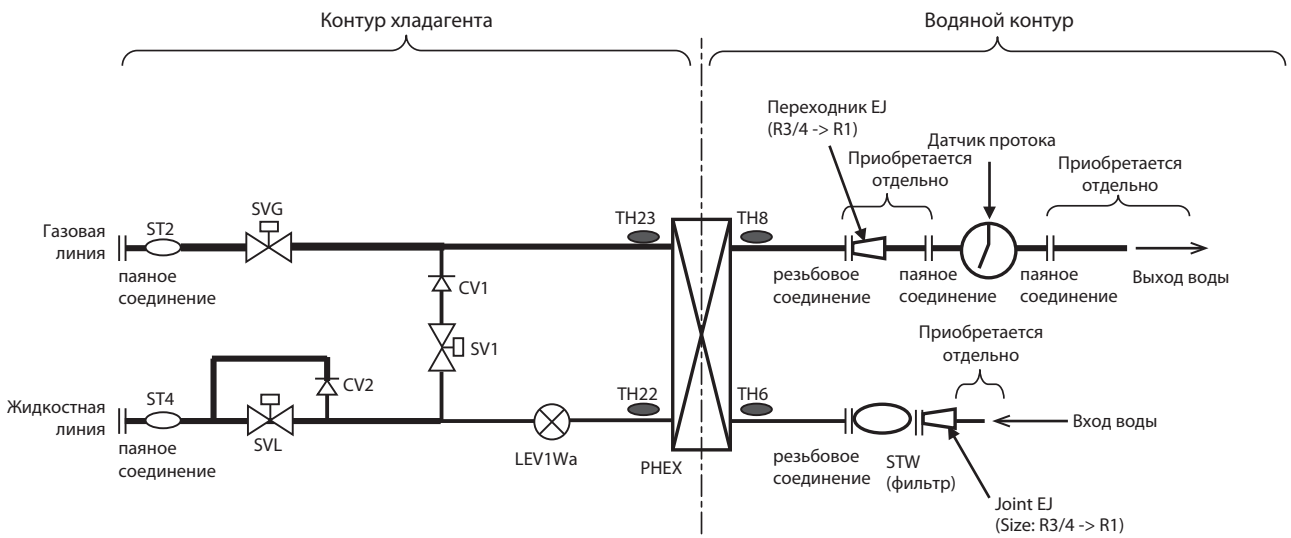 Контур хладагента
Водяной контур
Переходник EJ
(R3/4 -> R1)
Датчик протока
Приобретается
отдельно
Приобретается
отдельно
Газовая
линия
ST2
SVG
TH23
TH8
паяное
соединение
CV1
резьбовое
соединение
паяное
соединение
паяное
соединение
Выход воды
SV1
Приобретается
отдельно
Жидкостная
линия
ST4
CV2
TH22
TH6
Вход воды
паяное
соединение
SVL
LEV1Wa
PHEX
резьбовое
соединение
STW
(фильтр)
Joint EJ
(Size: R3/4 -> R1)